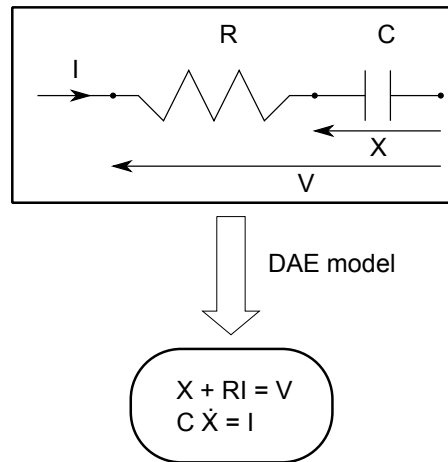 R
C
I
X
V
DAE model
X + RI = V
C Ẋ = I